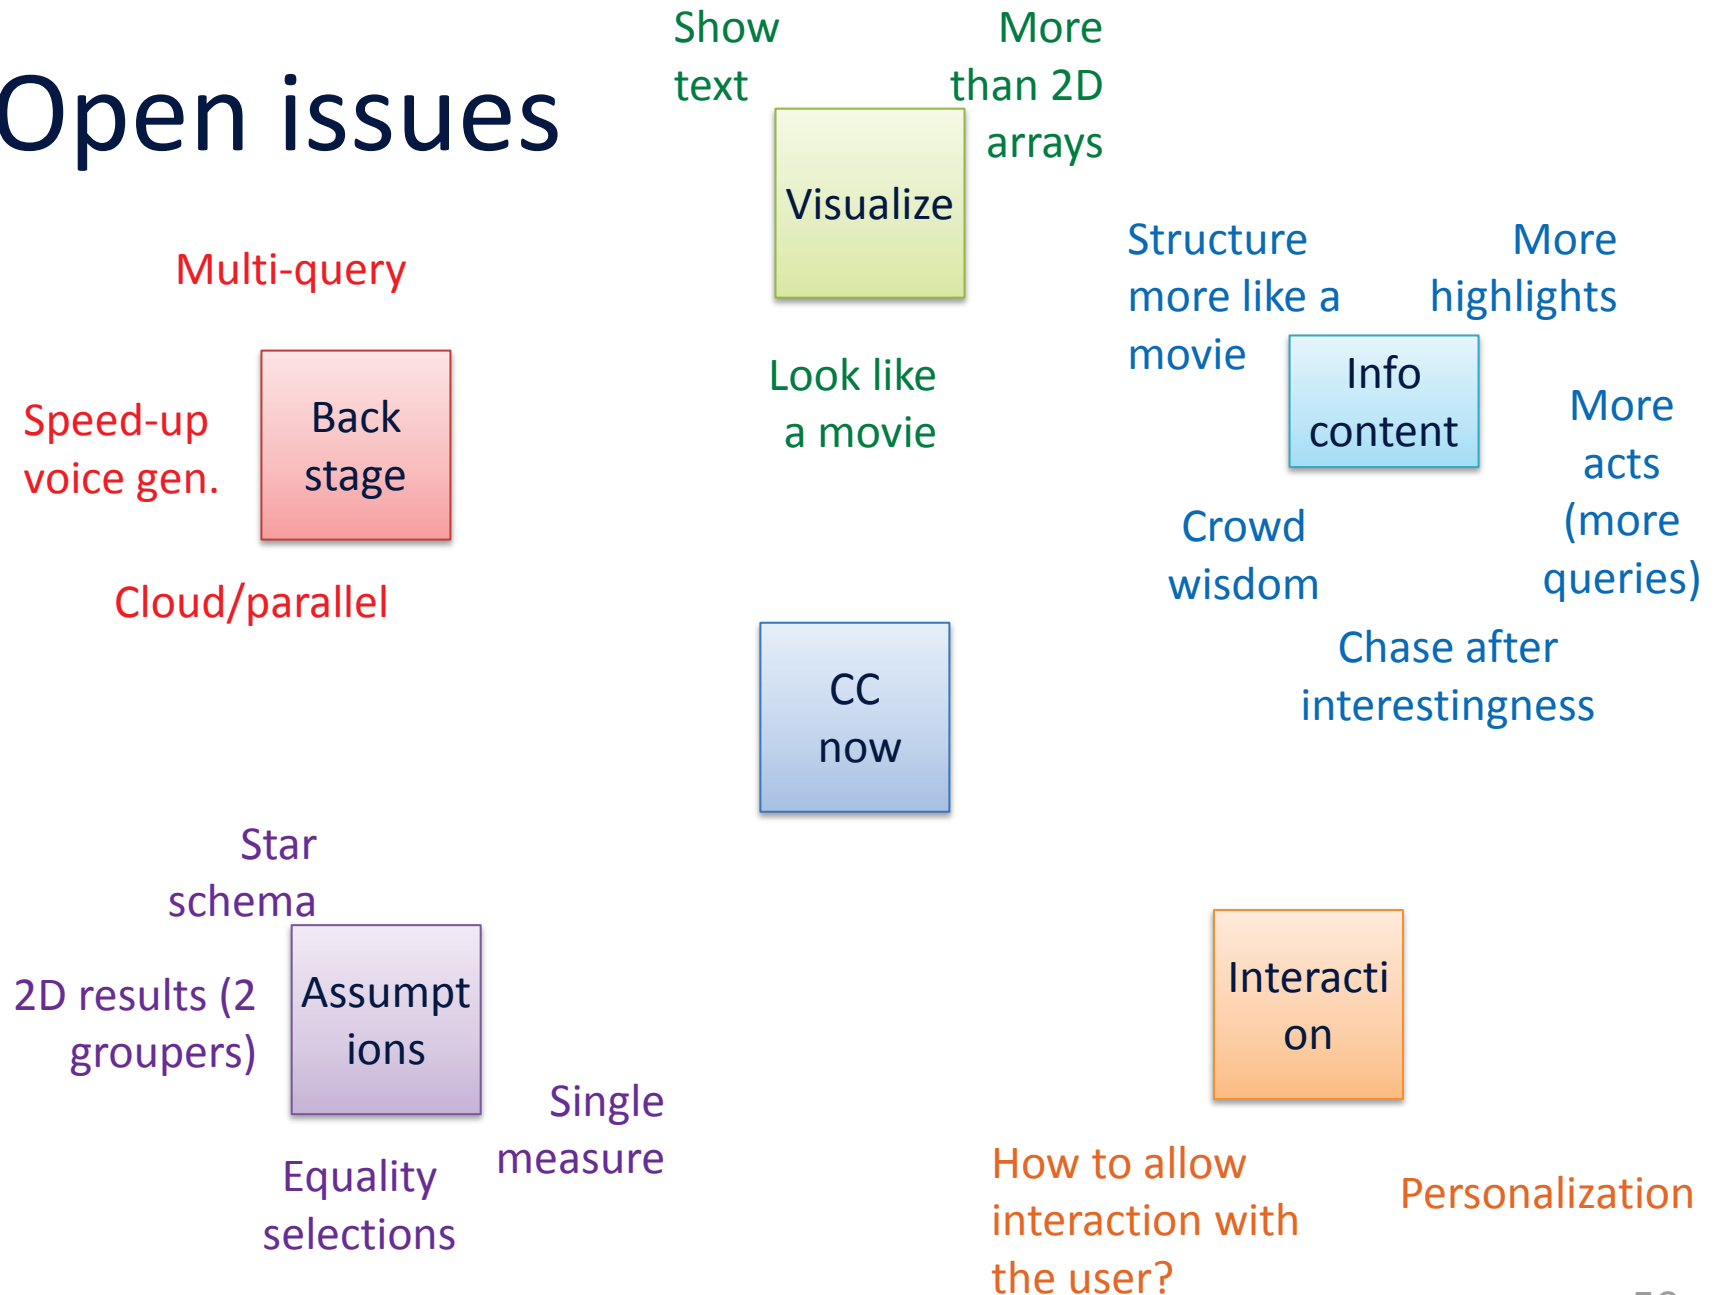 Open issues
Show
text
More
than 2D
arrays
Visualize
Look like
a movie
Multi-query
Speed-up
voice gen.
Back
stage
Cloud/parallel
Structure
more like a
movie
More
highlights
Info
content
More
acts
(more
queries)
Crowd
wisdom
Chase after
interestingness
CC
now
Star
schema
2D results (2
groupers)
Assumpt
ions
Single
measure
Equality
selections
Interacti
on
How to allow
interaction with
the user?
Personalization